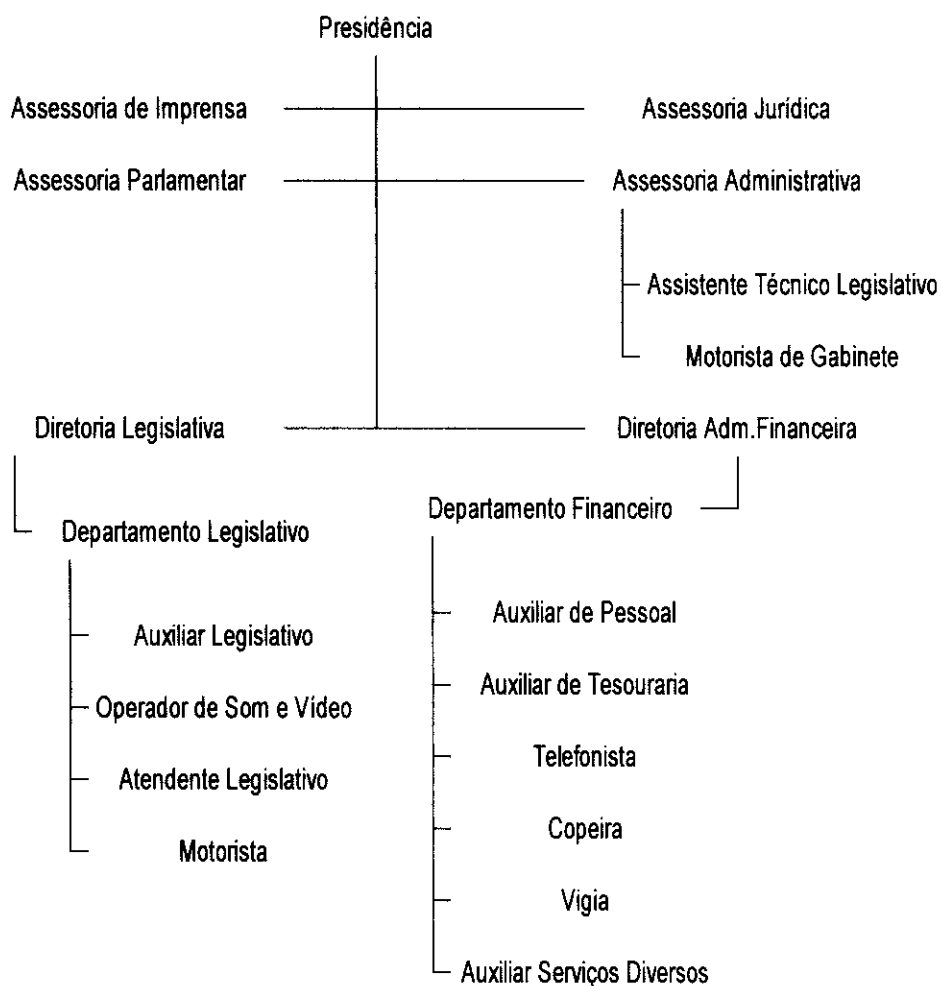 Presidência
Assessoria de Imprensa
Assessoria Jurídica
Assessoria Parlamentar
Assessoria Administrativa
Assistente Técnico Legislativo
Motorista de Gabinete
Diretoria Legislativa
Diretoria Adm.Financeira
Departamento Legislativo
Auxiliar Legislativo
Operador de Som e Vídeo
Atendente Legislativo
Motorista
Departamento Financeiro
Auxiliar de Pessoal
Auxiliar de Tesouraria
Telefonista
Copeira
Vigia
Auxiliar Serviços Diversos